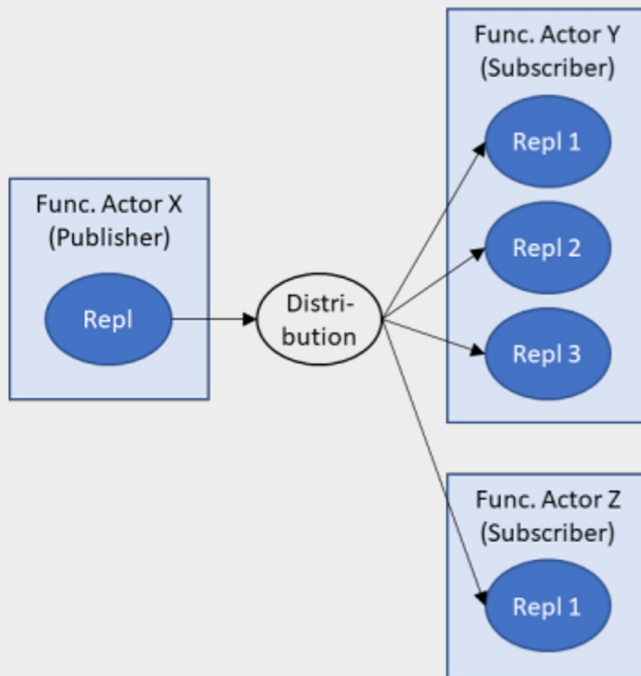 Func. Actor X
(Publisher)
Repl
Distri-
bution
Func. Actor Y
(Subscriber)
Repl 1
Repl 2
Repl 3
Func. Actor Z
(Subscriber)
Repl 1